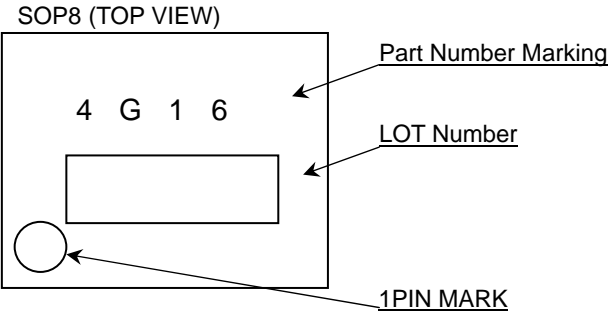 SOP8 (TOP VIEW)
Part Number Marking
4 G 1 6
LOT Number
1PIN MARK